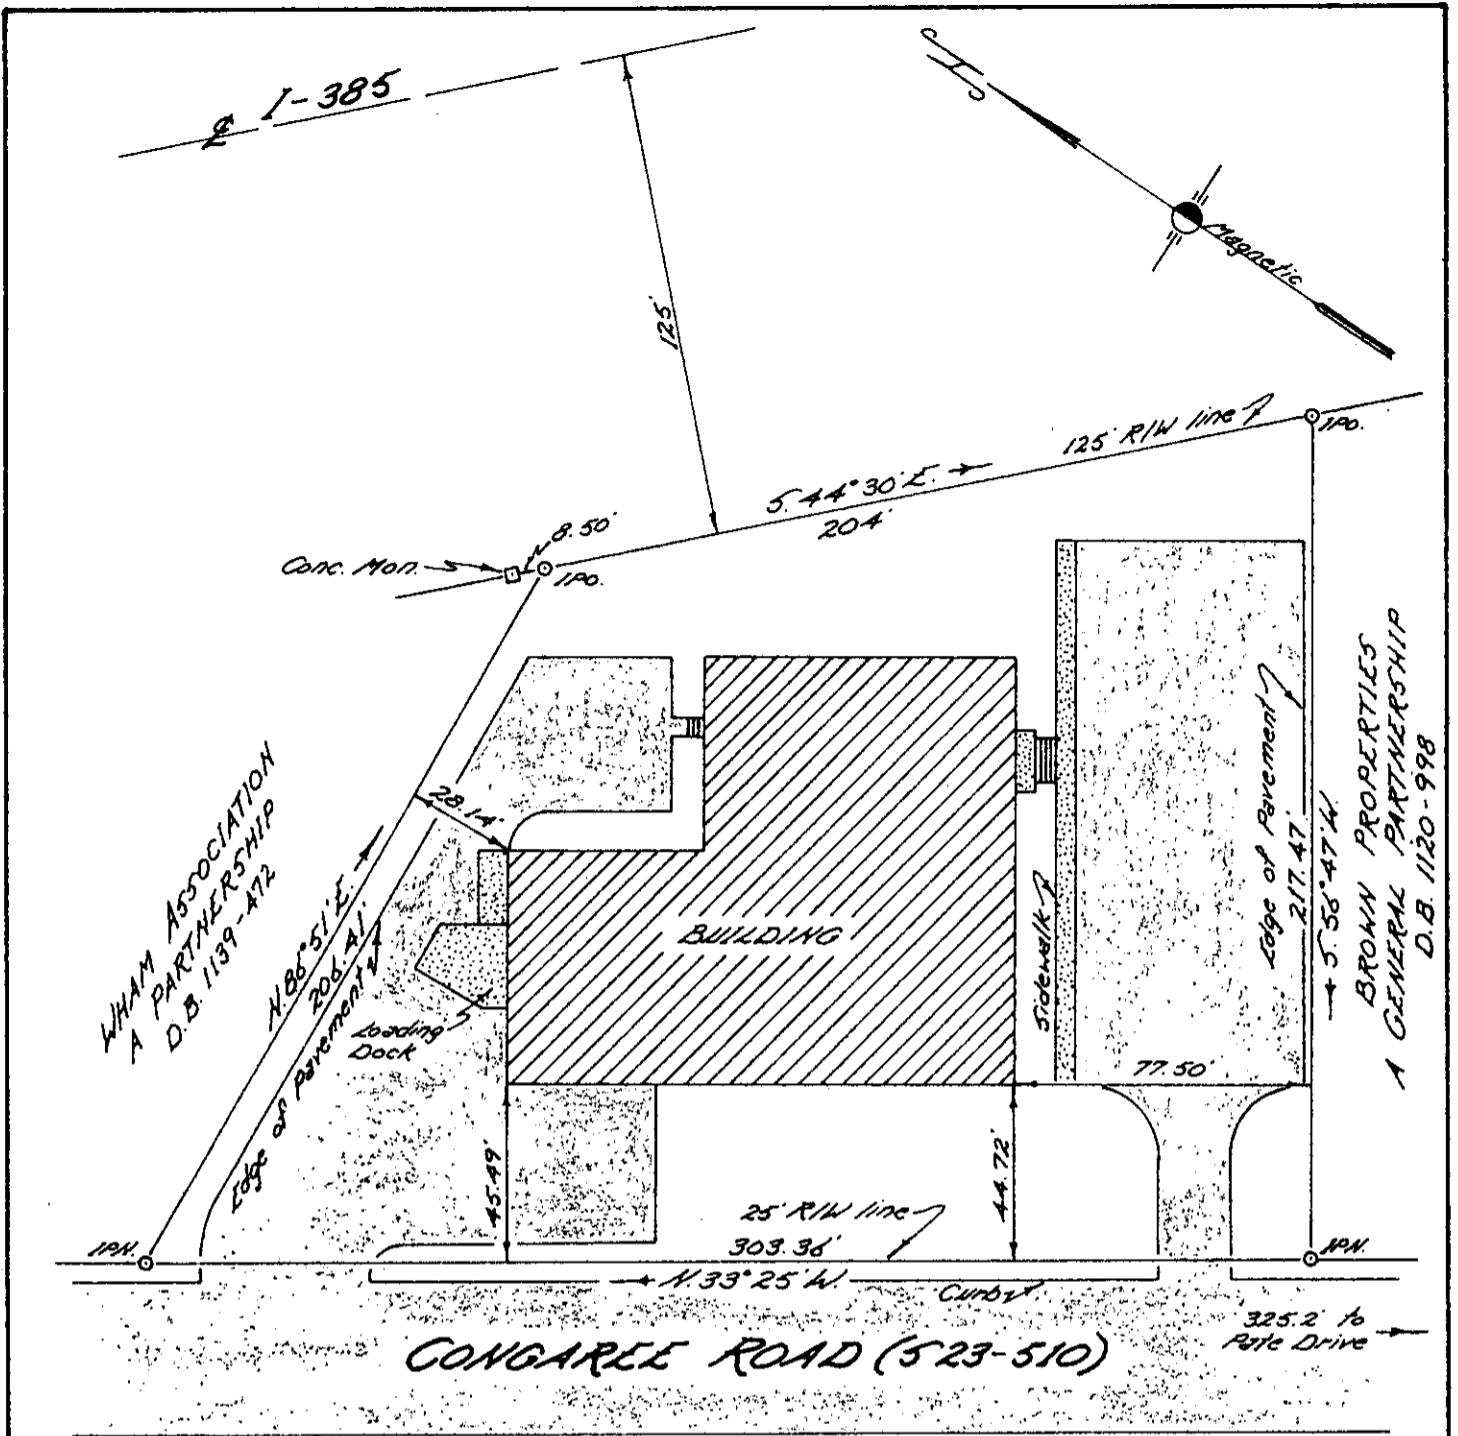 ₵ I-385
125'
Magnetic
125' R/W line
IPO.
S.44°30'E.
204'
8.50'
Conc. Mon.
IPO.
WHAM ASSOCIATION
A PARTNERSHIP
D.B. 1139-472
N.86°51'E.
206.41'
Edge of Pavement
28.14'
Loading
Dock
BUILDING
Sidewalk
Edge of Pavement
217.47'
S.56°47'W.
BROWN PROPERTIES
A GENERAL PARTNERSHIP
D.B. 1120-998
77.50'
45.49'
44.72'
25' R/W line
303.36'
IPN.
IPN.
N.33°25'W.
Curb
325.2' to
Pate Drive
CONGAREE ROAD (S23-510)